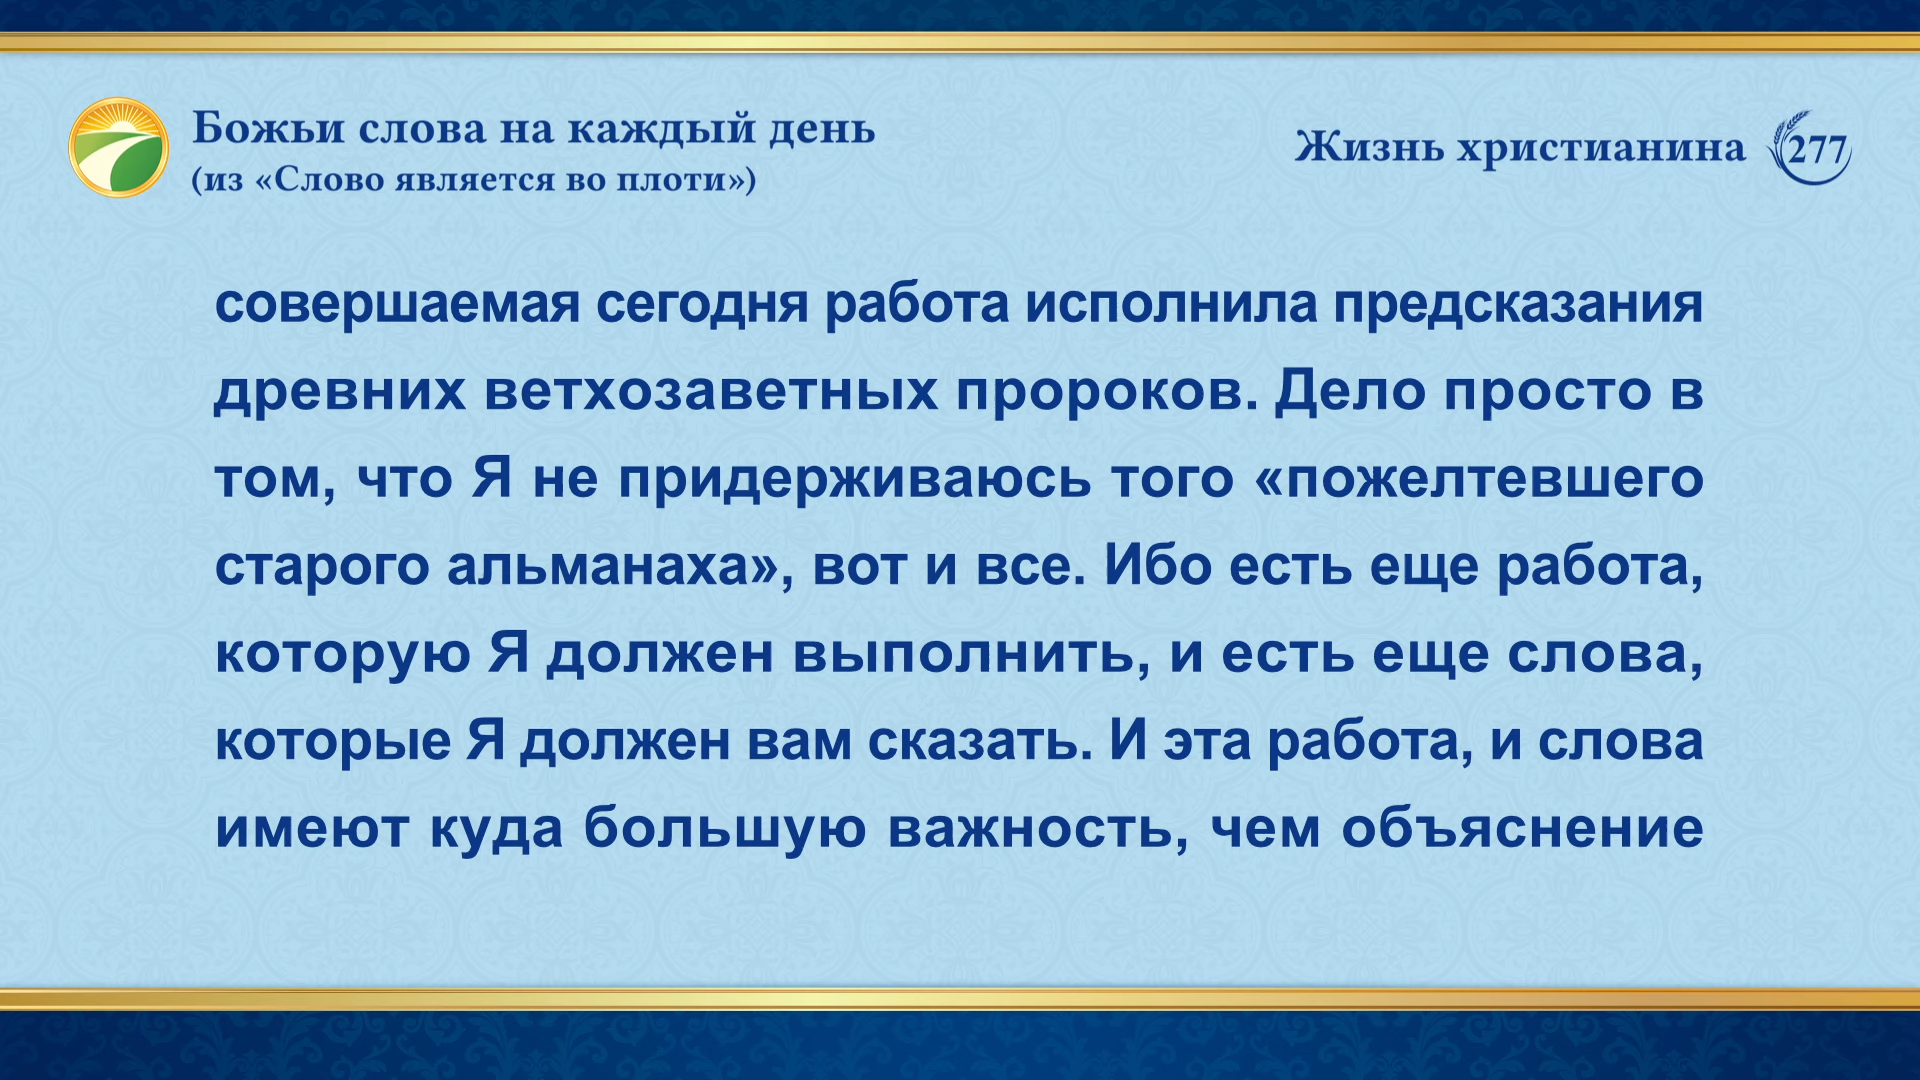 Божьи слова на каждый день
(из «Слово является во плоти»)
Жизнь христианина 277
совершаемая сегодня работа исполнила предсказания
древних ветхозаветных пророков. Дело просто в
том, что Я не придерживаюсь того «пожелтевшего
старого альманаха», вот и все. Ибо есть еще работа,
которую Я должен выполнить, и есть еще слова,
которые Я должен вам сказать. И эта работа, и слова
имеют куда большую важность, чем объяснение